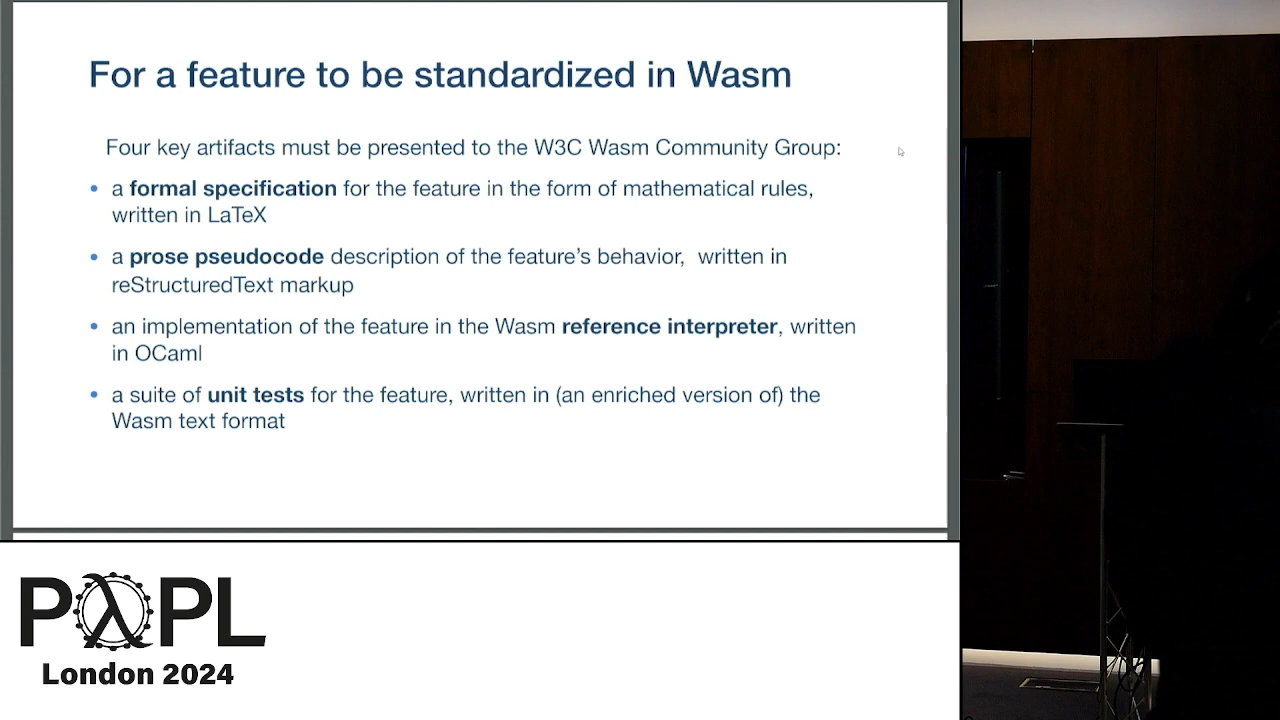 For a feature to be standardized in Wasm
Four key artifacts must be presented to the W3C Wasm Community Group:
• a formal specification for the feature in the form of mathematical rules,
written in LaTeX
• a prose pseudocode description of the feature's behavior, written in
reStructuredText markup
• an implementation of the feature in the Wasm reference interpreter, written
in OCaml
• a suite of unit tests for the feature, written in (an enriched version of) the
Wasm text format
PλPL
London 2024